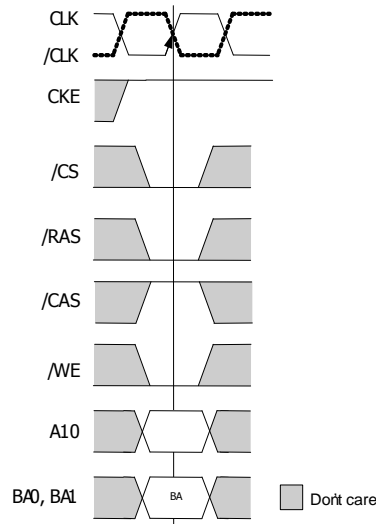 CLK
/CLK
CKE
/CS
/RAS
/CAS
/WE
A10
BA0, BA1
BA
Don't care